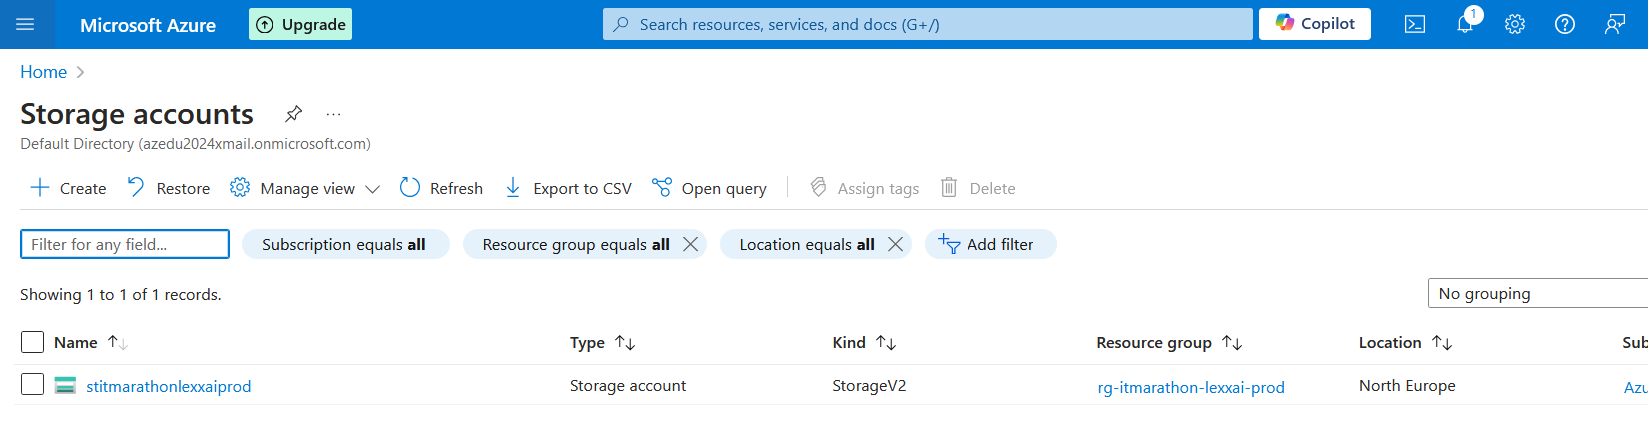 Microsoft Azure Upgrade Search resources, services, and docs (G+/) Copilot 1
Home
Storage accounts ...
Default Directory (azedu2024xmail.onmicrosoft.com)
Create Restore Manage view Refresh Export to CSV Open query Assign tags Delete
Filter for any field... Subscription equals all Resource group equals all Location equals all Add filter
Showing 1 to 1 of 1 records. No grouping
Name Type Kind Resource group Location Sub
stitmarathonlexxaiprod Storage account StorageV2 rg-itmarathon-lexxai-prod North Europe Azu